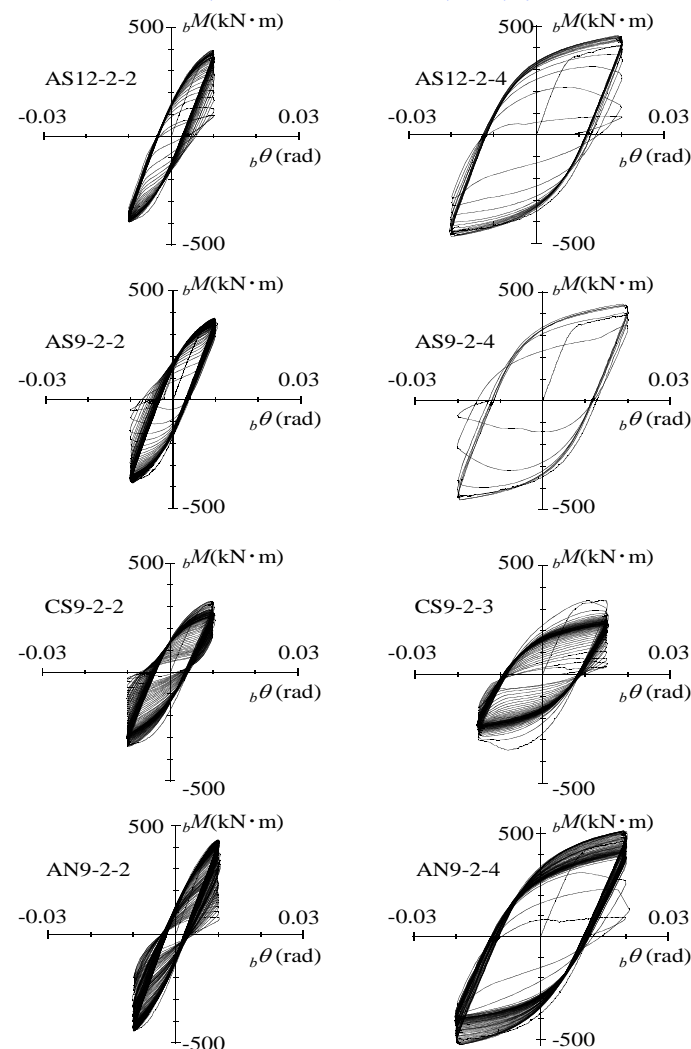 500 bM(kN·m) 500 bM(kN·m)
AS12-2-2 AS12-2-4
-0.03 0.03 -0.03 0.03
bθ (rad) bθ (rad)
-500 -500
500 bM(kN·m) 500 bM(kN·m)
AS9-2-2 AS9-2-4
-0.03 0.03 -0.03 0.03
bθ (rad) bθ (rad)
-500 -500
500 bM(kN·m) 500 bM(kN·m)
CS9-2-2 CS9-2-3
-0.03 0.03 -0.03 0.03
bθ (rad) bθ (rad)
-500 -500
500 bM(kN·m) 500 bM(kN·m)
AN9-2-2 AN9-2-4
-0.03 0.03 -0.03 0.03
bθ (rad) bθ (rad)
-500 -500